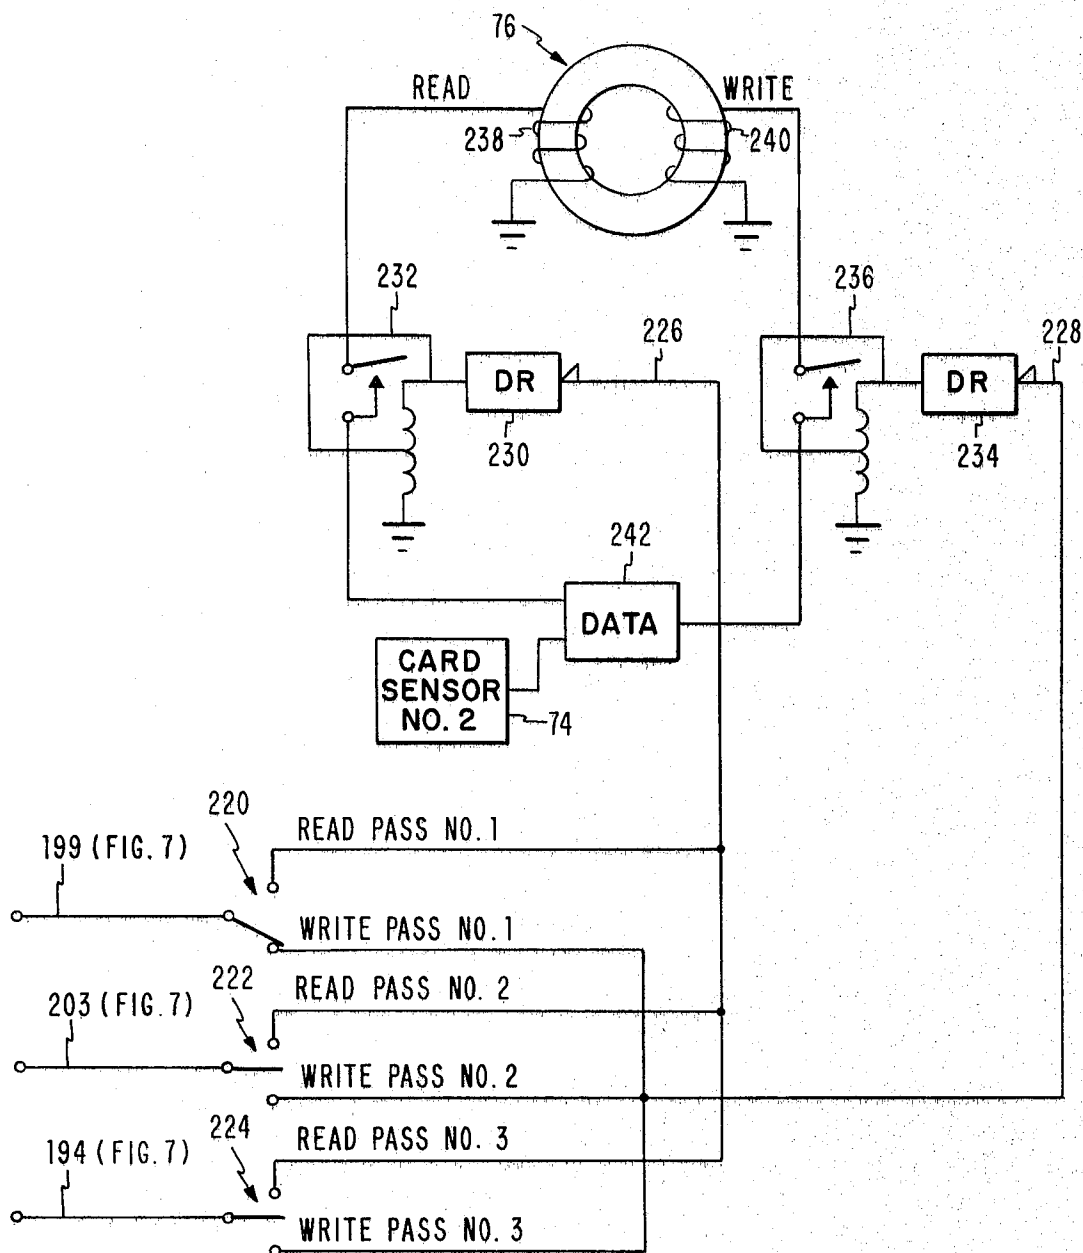 76
READ
WRITE
238
240
232
236
226
228
DR
DR
230
234
242
DATA
CARD
SENSOR
NO. 2
74
220
READ PASS NO. 1
199 (FIG. 7)
WRITE PASS NO. 1
222
READ PASS NO. 2
203 (FIG. 7)
WRITE PASS NO. 2
224
READ PASS NO. 3
194 (FIG. 7)
WRITE PASS NO. 3